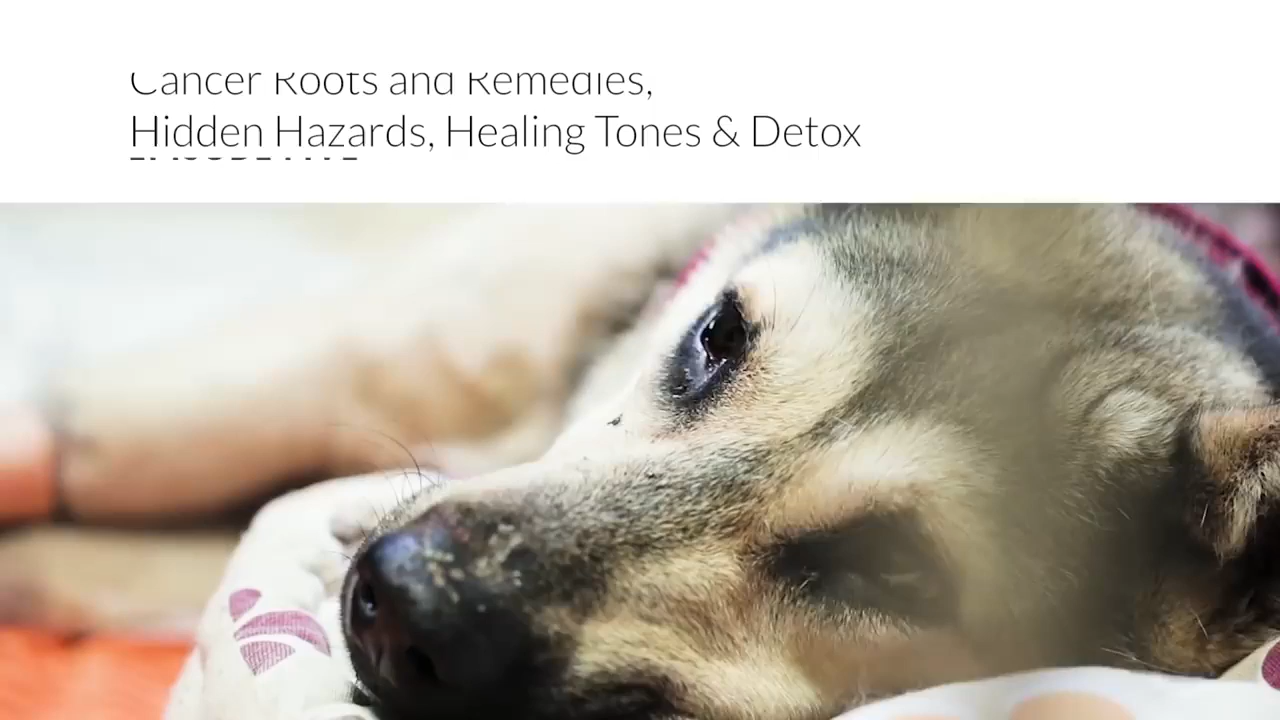 Cancer Roots and Remedies,
Hidden Hazards, Healing Tones & Detox